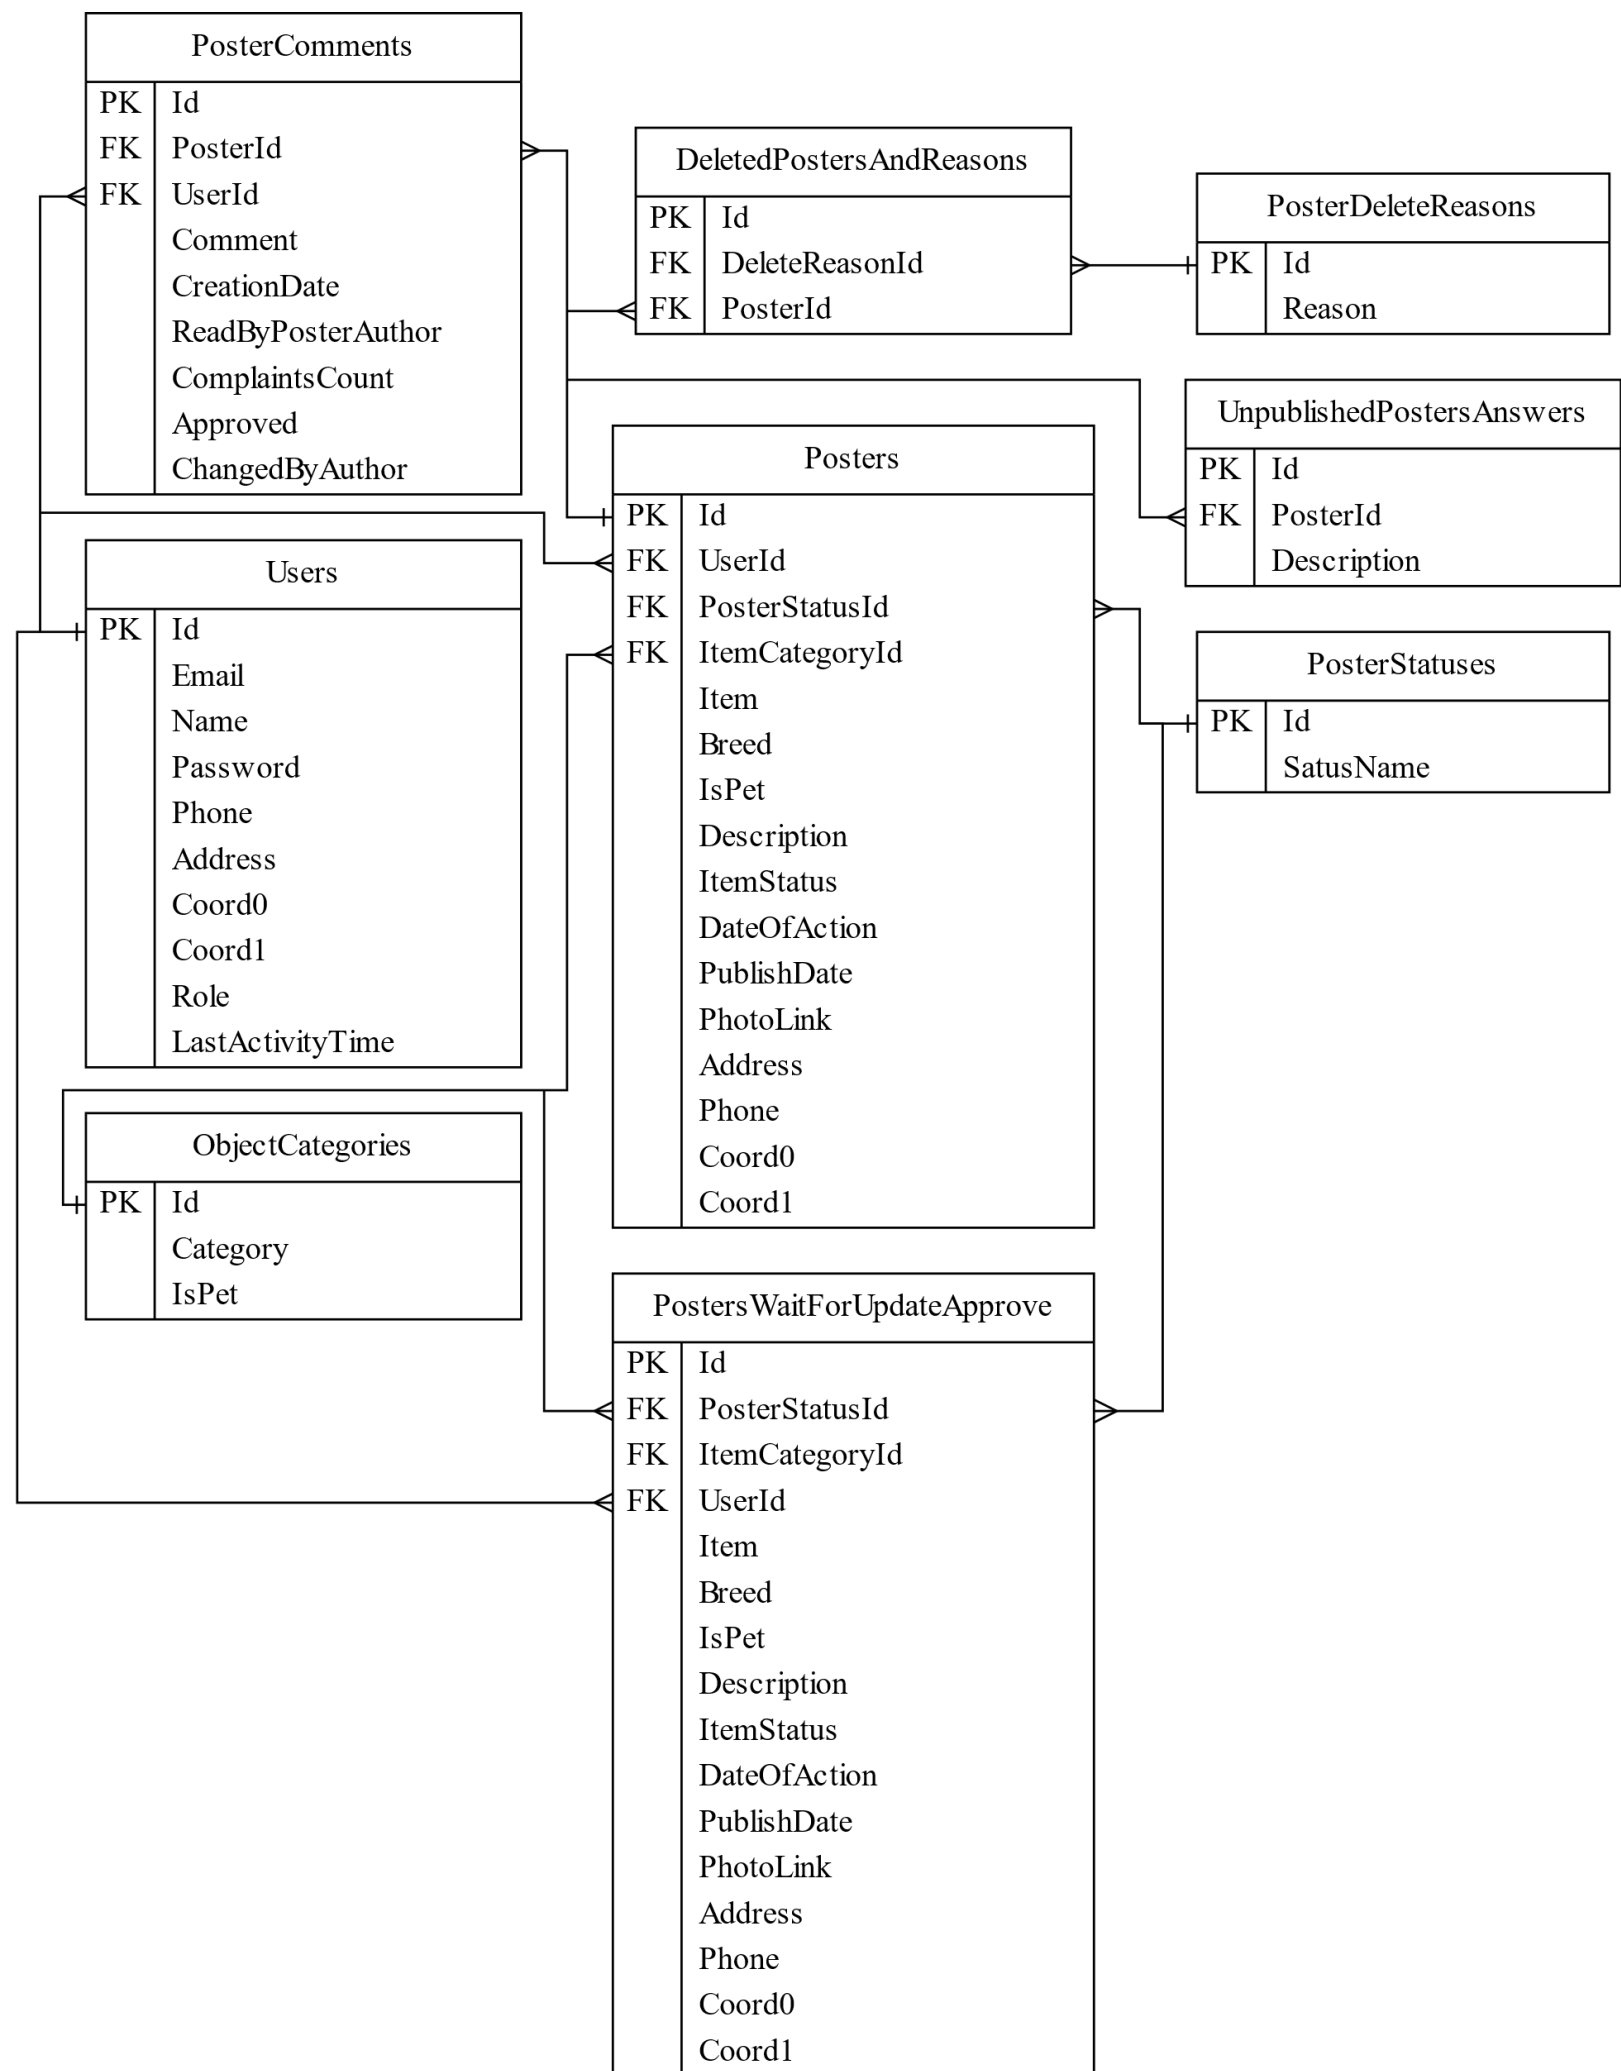 PosterComments
PK Id
FK PosterId
FK UserId
Comment
CreationDate
ReadByPosterAuthor
ComplaintsCount
Approved
ChangedByAuthor
DeletedPostersAndReasons
PK Id
FK DeleteReasonId
FK PosterId
PosterDeleteReasons
PK Id
Reason
UnpublishedPostersAnswers
PK Id
FK PosterId
Description
Posters
PK Id
FK UserId
FK PosterStatusId
FK ItemCategoryId
Item
Breed
IsPet
Description
ItemStatus
DateOfAction
PublishDate
PhotoLink
Address
Phone
Coord0
Coord1
Users
PK Id
Email
Name
Password
Phone
Address
Coord0
Coord1
Role
LastActivityTime
PosterStatuses
PK Id
SatusName
ObjectCategories
PK Id
Category
IsPet
PostersWaitForUpdateApprove
PK Id
FK PosterStatusId
FK ItemCategoryId
FK UserId
Item
Breed
IsPet
Description
ItemStatus
DateOfAction
PublishDate
PhotoLink
Address
Phone
Coord0
Coord1